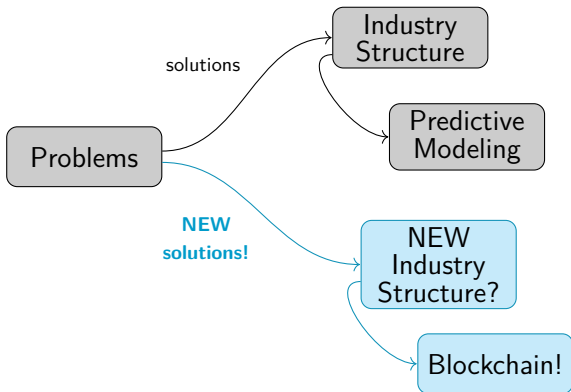 Industry
Structure
solutions
Predictive
Modeling
Problems
NEW
solutions!
NEW
Industry
Structure?
Blockchain!